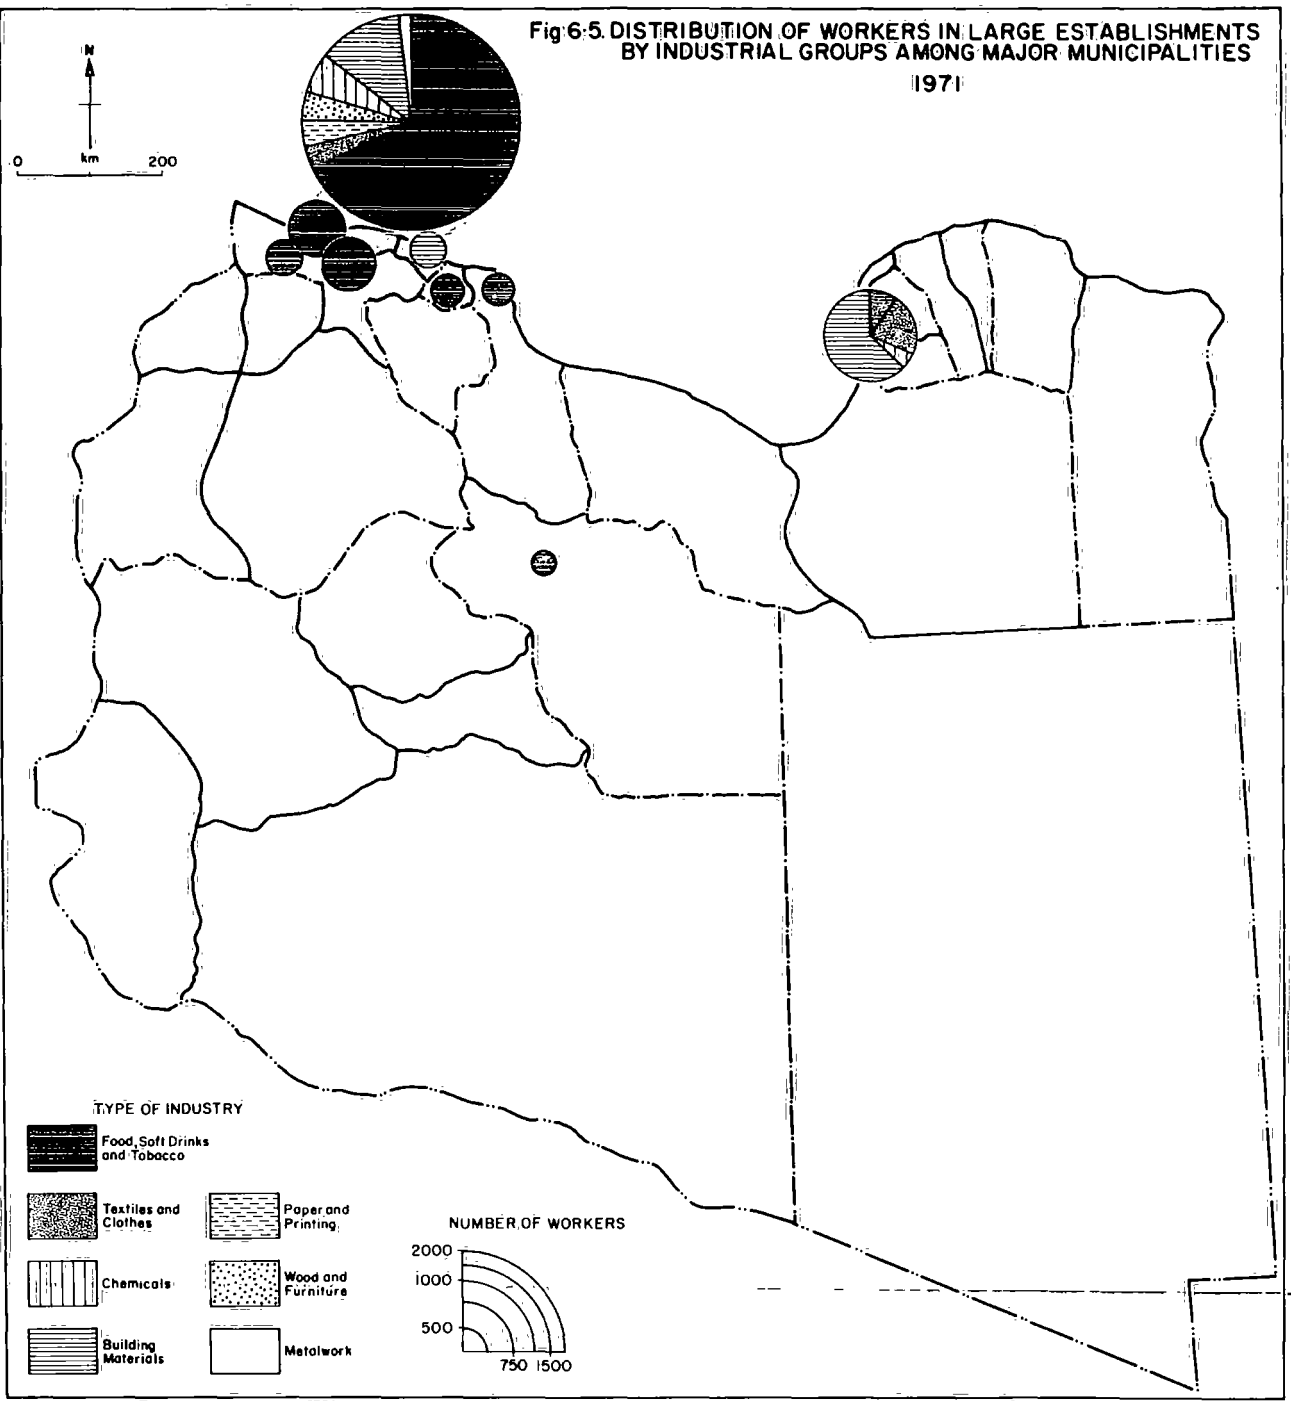 Fig:6·5. DISTRIBUTION OF WORKERS IN LARGE ESTABLISHMENTS
BY INDUSTRIAL GROUPS AMONG MAJOR MUNICIPALITIES
1971
N
0 km 200
TYPE OF INDUSTRY
Food, Soft Drinks
and Tobacco
Textiles and
Clothes
Paper and
Printing
Chemicals
Wood and
Furniture
Building
Materials
Metalwork
NUMBER OF WORKERS
2000
1000
500
750 1500